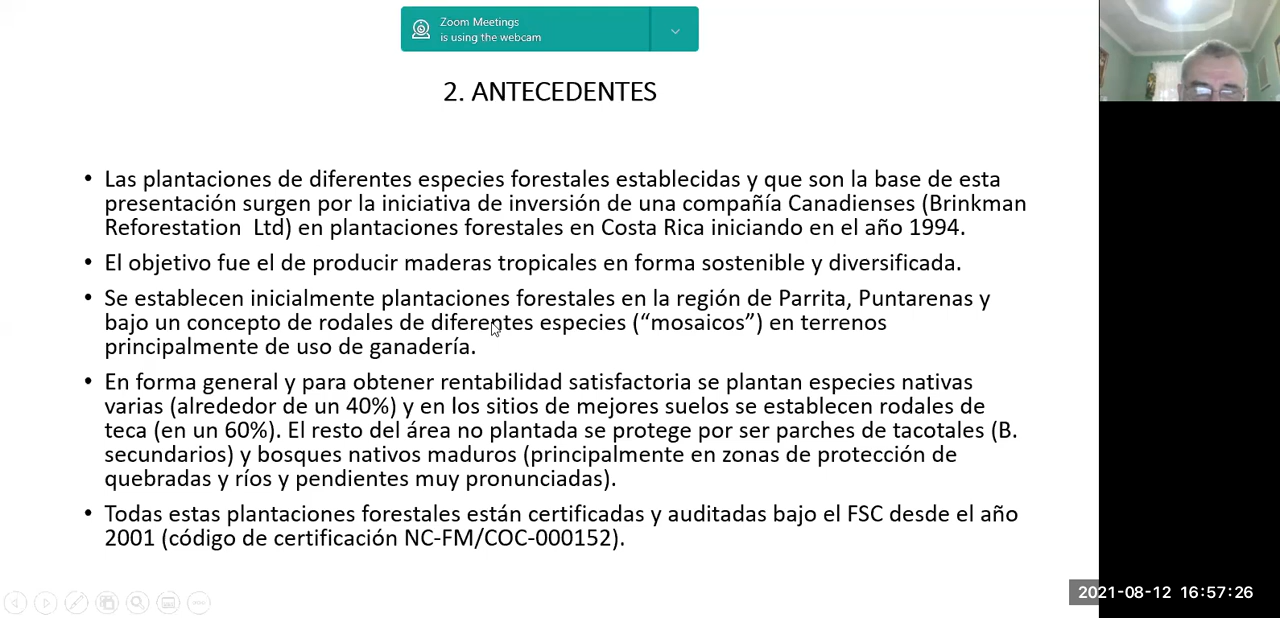 Zoom Meetings
is using the webcam
2. ANTECEDENTES
• Las plantaciones de diferentes especies forestales establecidas y que son la base de esta
presentación surgen por la iniciativa de inversión de una compañía Canadienses (Brinkman
Reforestation Ltd) en plantaciones forestales en Costa Rica iniciando en el año 1994.
• El objetivo fue el de producir maderas tropicales en forma sostenible y diversificada.
• Se establecen inicialmente plantaciones forestales en la región de Parrita, Puntarenas y
bajo un concepto de rodales de diferentes especies (“mosaicos”) en terrenos
principalmente de uso de ganadería.
• En forma general y para obtener rentabilidad satisfactoria se plantan especies nativas
varias (alrededor de un 40%) y en los sitios de mejores suelos se establecen rodales de
teca (en un 60%). El resto del área no plantada se protege por ser parches de tacotales (B.
secundarios) y bosques nativos maduros (principalmente en zonas de protección de
quebradas y ríos y pendientes muy pronunciadas).
• Todas estas plantaciones forestales están certificadas y auditadas bajo el FSC desde el año
2001 (código de certificación NC-FM/COC-000152).
2021-08-12 16:57:26